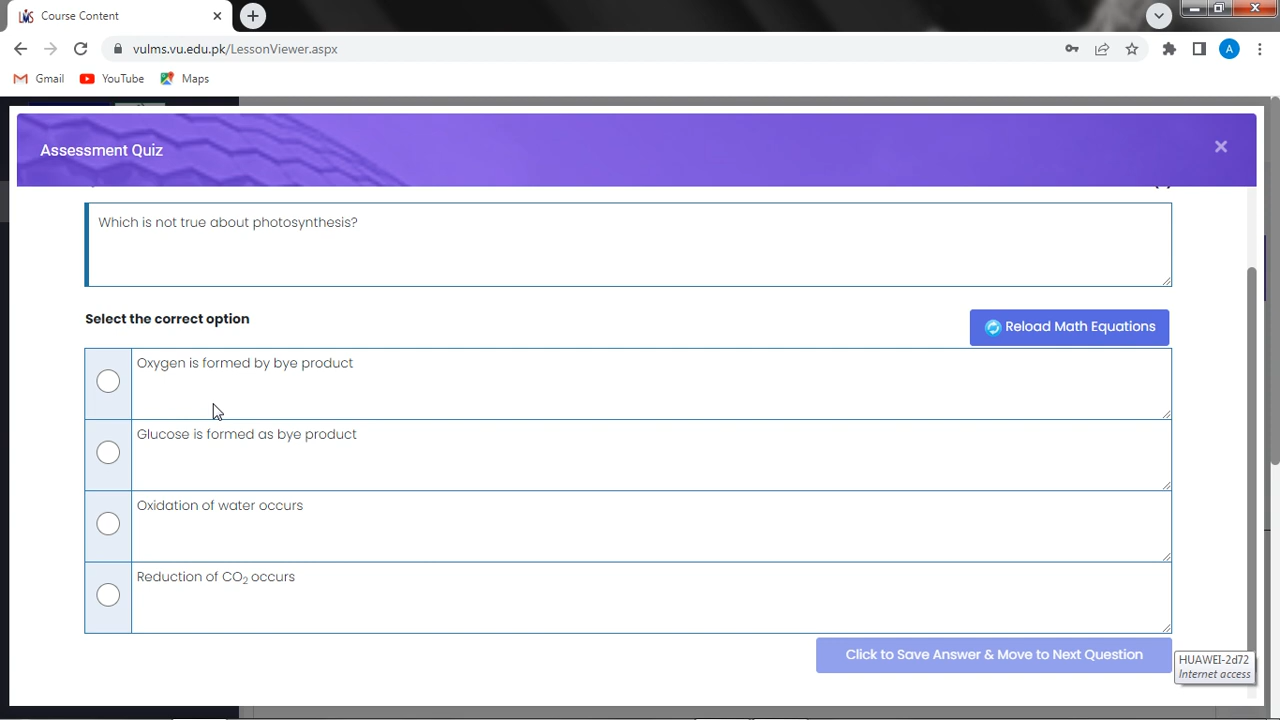 LMS Course Content
vulms.vu.edu.pk/LessonViewer.aspx
A
Gmail YouTube Maps
Assessment Quiz
Which is not true about photosynthesis?
Select the correct option
Reload Math Equations
Oxygen is formed by bye product
Glucose is formed as bye product
Oxidation of water occurs
Reduction of CO₂ occurs
Click to Save Answer & Move to Next Question
HUAWEI-2d72
Internet access